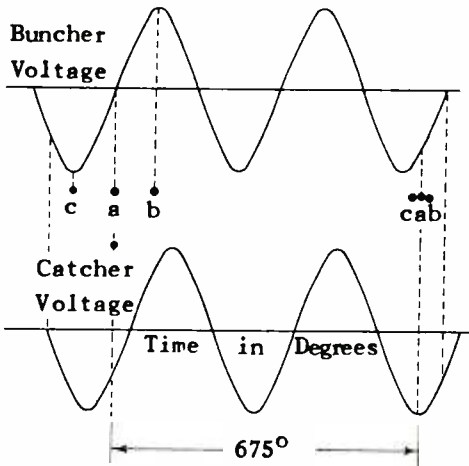 Buncher
Voltage
c a b
cab
Catcher
Voltage
Time in Degrees
675°